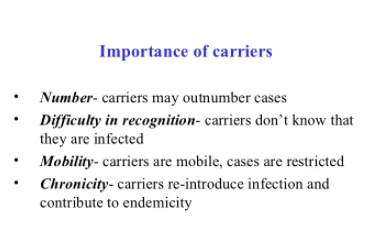 Importance of carriers
• Number- carriers may outnumber cases
• Difficulty in recognition- carriers don’t know that
they are infected
• Mobility- carriers are mobile, cases are restricted
• Chronicity- carriers re-introduce infection and
contribute to endemicity